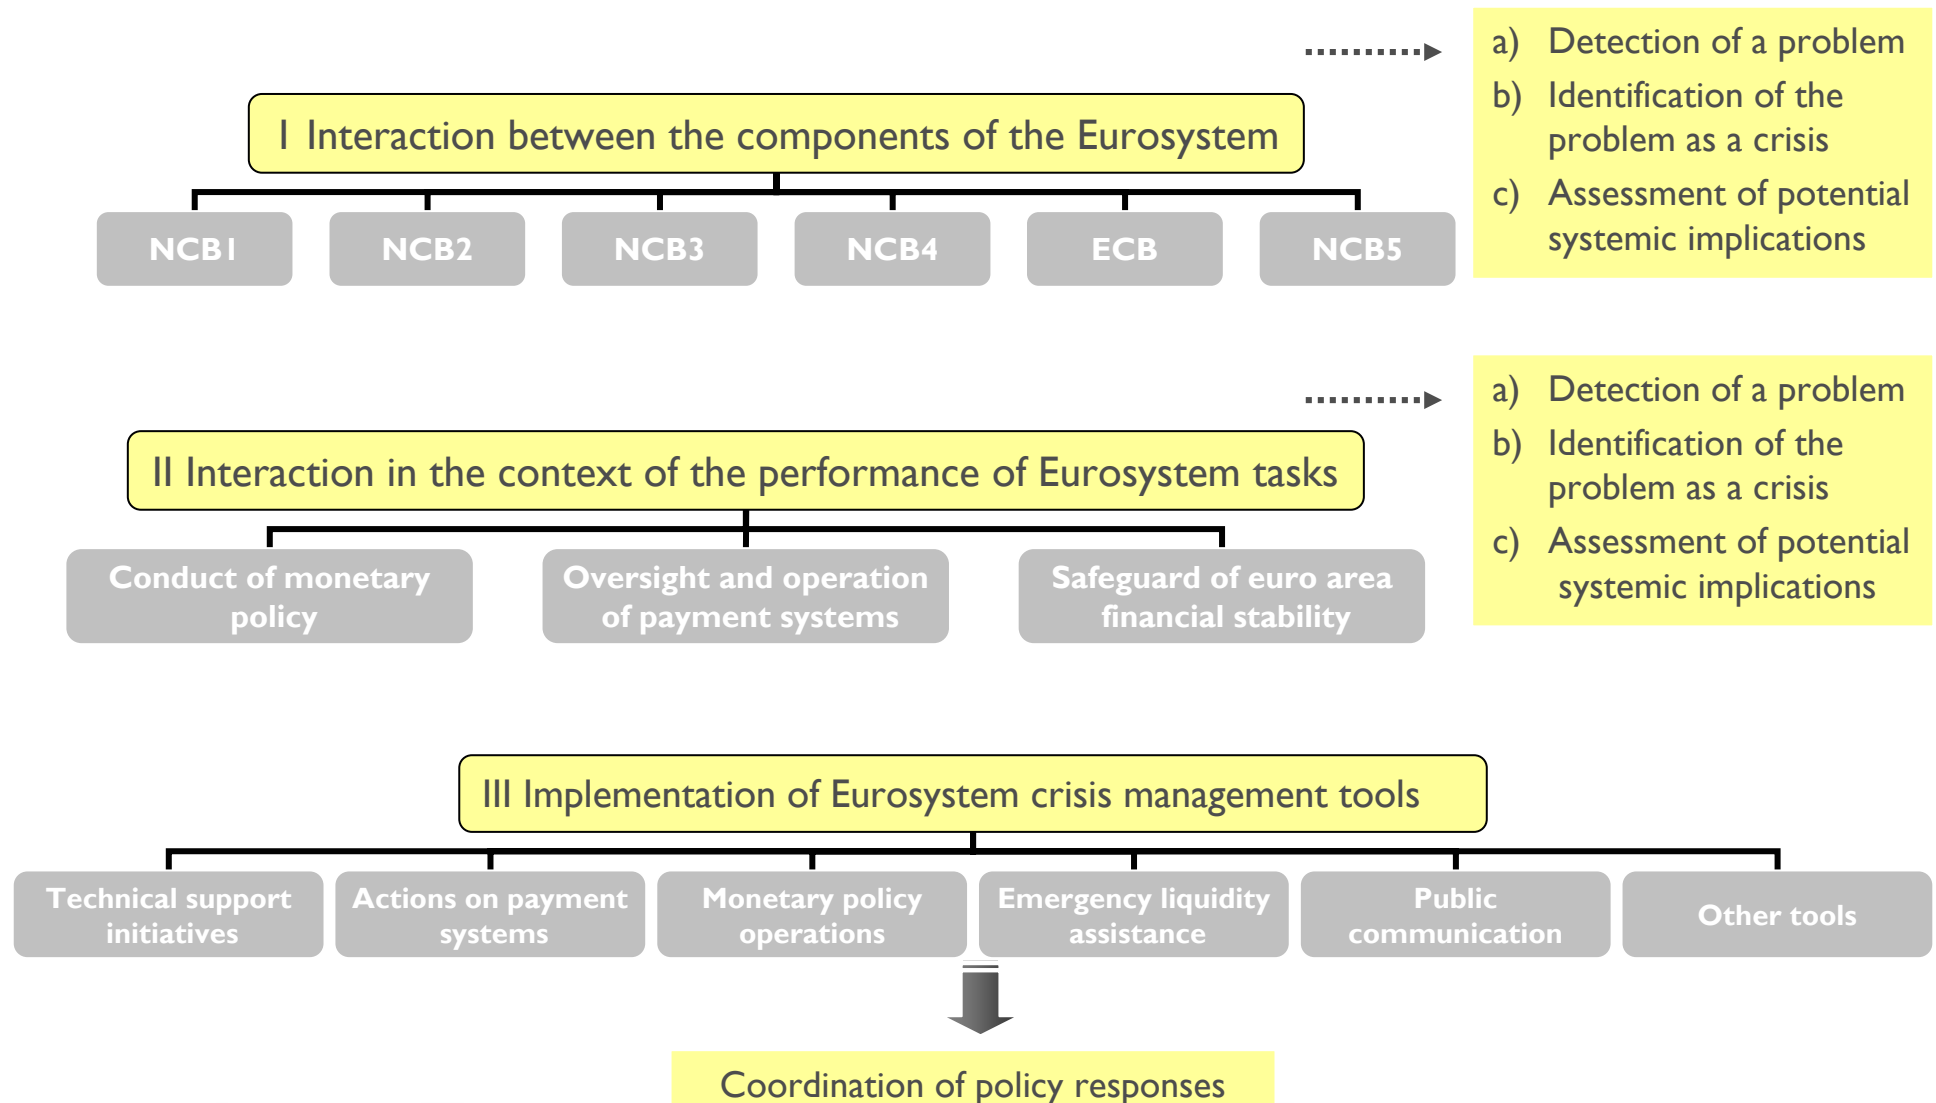 a) Detection of a problem
b) Identification of the
problem as a crisis
c) Assessment of potential
systemic implications
I Interaction between the components of the Eurosystem
NCB1
NCB2
NCB3
NCB4
ECB
NCB5
a) Detection of a problem
b) Identification of the
problem as a crisis
c) Assessment of potential
systemic implications
II Interaction in the context of the performance of Eurosystem tasks
Conduct of monetary
policy
Oversight and operation
of payment systems
Safeguard of euro area
financial stability
III Implementation of Eurosystem crisis management tools
Technical support
initiatives
Actions on payment
systems
Monetary policy
operations
Emergency liquidity
assistance
Public
communication
Other tools
Coordination of policy responses